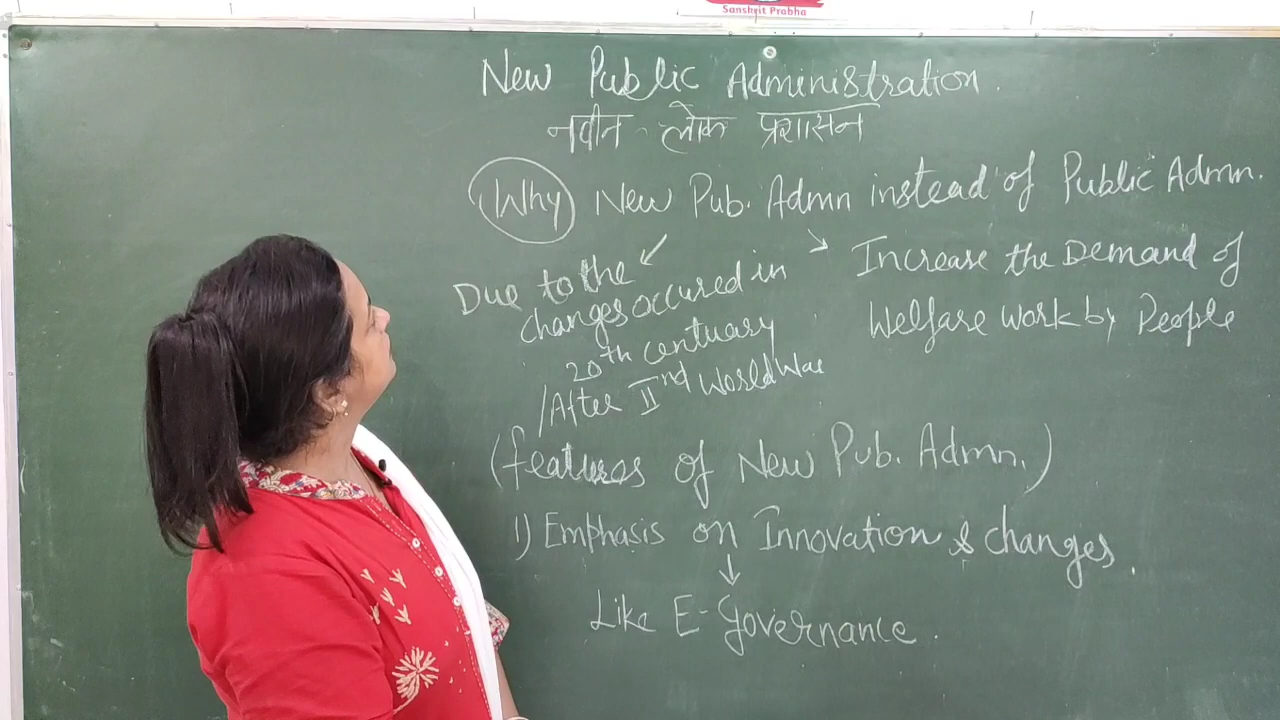 Sanskrit Prabha
New Public Administration.
नवीन लोक प्रशासन
Why New Pub. Admn instead of Public Admn.
Due to the
changes occured in
20th centuary
/After IInd World War
Increase the Demand of
Welfare work by People
(features of New Pub. Admn.)
1) Emphasis on Innovation & changes.
Like E-Governance.